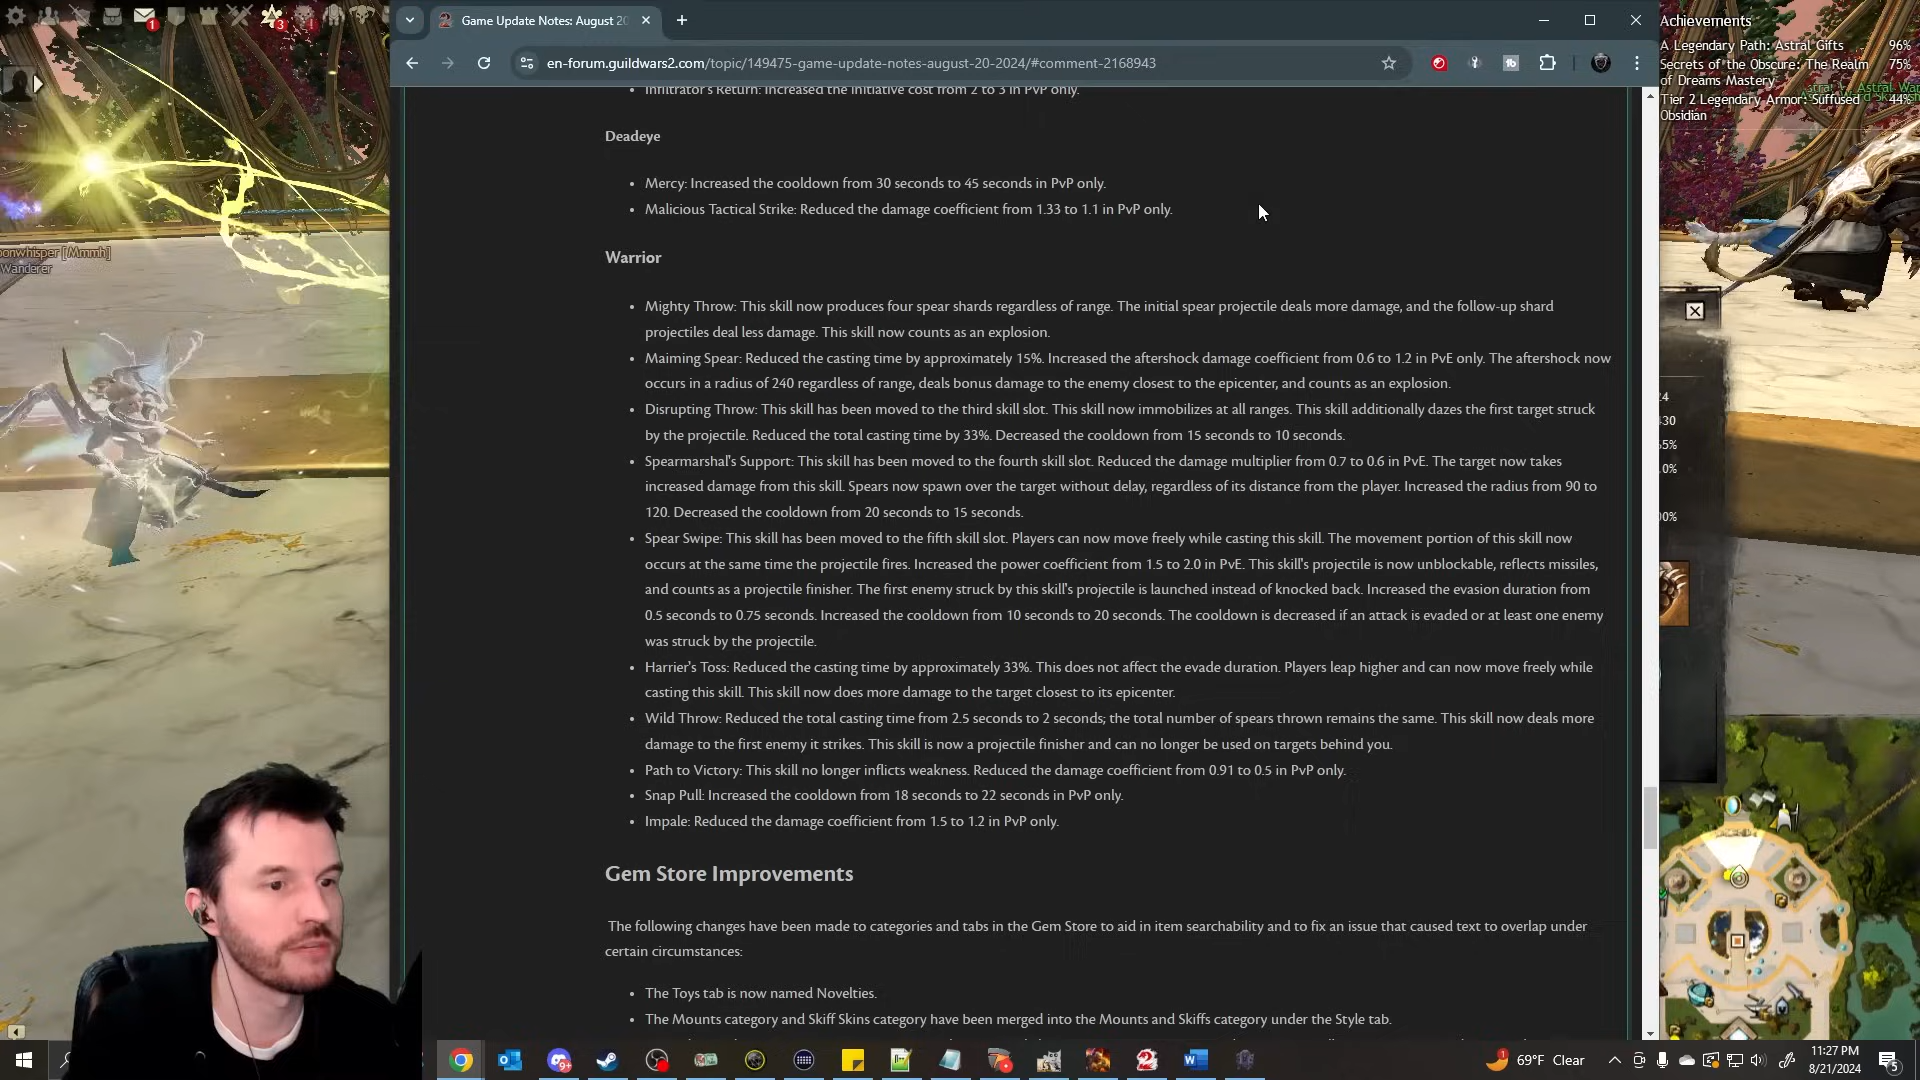 Game Update Notes: August 20
Achievements
en-forum.guildwars2.com/topic/149475-game-update-notes-august-20-2024/#comment-2168943
A Legendary Path: Astral Gifts 96%
Secrets of the Obscure: The Realm 75%
of Dreams Mastery
Tier 2 Legendary Armor: Suffused 44%
Obsidian
Infiltrator's Return: Increased the initiative cost from 2 to 3 in PvP only.
Deadeye
• Mercy: Increased the cooldown from 30 seconds to 45 seconds in PvP only.
• Malicious Tactical Strike: Reduced the damage coefficient from 1.33 to 1.1 in PvP only.
oonwhisper [Mmmh]
Wanderer
Warrior
• Mighty Throw: This skill now produces four spear shards regardless of range. The initial spear projectile deals more damage, and the follow-up shard
projectiles deal less damage. This skill now counts as an explosion.
• Maiming Spear: Reduced the casting time by approximately 15%. Increased the aftershock damage coefficient from 0.6 to 1.2 in PvE only. The aftershock now
occurs in a radius of 240 regardless of range, deals bonus damage to the enemy closest to the epicenter, and counts as an explosion.
• Disrupting Throw: This skill has been moved to the third skill slot. This skill now immobilizes at all ranges. This skill additionally dazes the first target struck
by the projectile. Reduced the total casting time by 33%. Decreased the cooldown from 15 seconds to 10 seconds.
• Spearmarshal's Support: This skill has been moved to the fourth skill slot. Reduced the damage multiplier from 0.7 to 0.6 in PvE. The target now takes
increased damage from this skill. Spears now spawn over the target without delay, regardless of its distance from the player. Increased the radius from 90 to
120. Decreased the cooldown from 20 seconds to 15 seconds.
• Spear Swipe: This skill has been moved to the fifth skill slot. Players can now move freely while casting this skill. The movement portion of this skill now
occurs at the same time the projectile fires. Increased the power coefficient from 1.5 to 2.0 in PvE. This skill's projectile is now unblockable, reflects missiles,
and counts as a projectile finisher. The first enemy struck by this skill's projectile is launched instead of knocked back. Increased the evasion duration from
0.5 seconds to 0.75 seconds. Increased the cooldown from 10 seconds to 20 seconds. The cooldown is decreased if an attack is evaded or at least one enemy
was struck by the projectile.
• Harrier's Toss: Reduced the casting time by approximately 33%. This does not affect the evade duration. Players leap higher and can now move freely while
casting this skill. This skill now does more damage to the target closest to its epicenter.
• Wild Throw: Reduced the total casting time from 2.5 seconds to 2 seconds; the total number of spears thrown remains the same. This skill now deals more
damage to the first enemy it strikes. This skill is now a projectile finisher and can no longer be used on targets behind you.
• Path to Victory: This skill no longer inflicts weakness. Reduced the damage coefficient from 0.91 to 0.5 in PvP only.
• Snap Pull: Increased the cooldown from 18 seconds to 22 seconds in PvP only.
• Impale: Reduced the damage coefficient from 1.5 to 1.2 in PvP only.
Gem Store Improvements
The following changes have been made to categories and tabs in the Gem Store to aid in item searchability and to fix an issue that caused text to overlap under
certain circumstances:
• The Toys tab is now named Novelties.
• The Mounts category and Skiff Skins category have been merged into the Mounts and Skiffs category under the Style tab.
69°F Clear
11:27 PM
8/21/2024